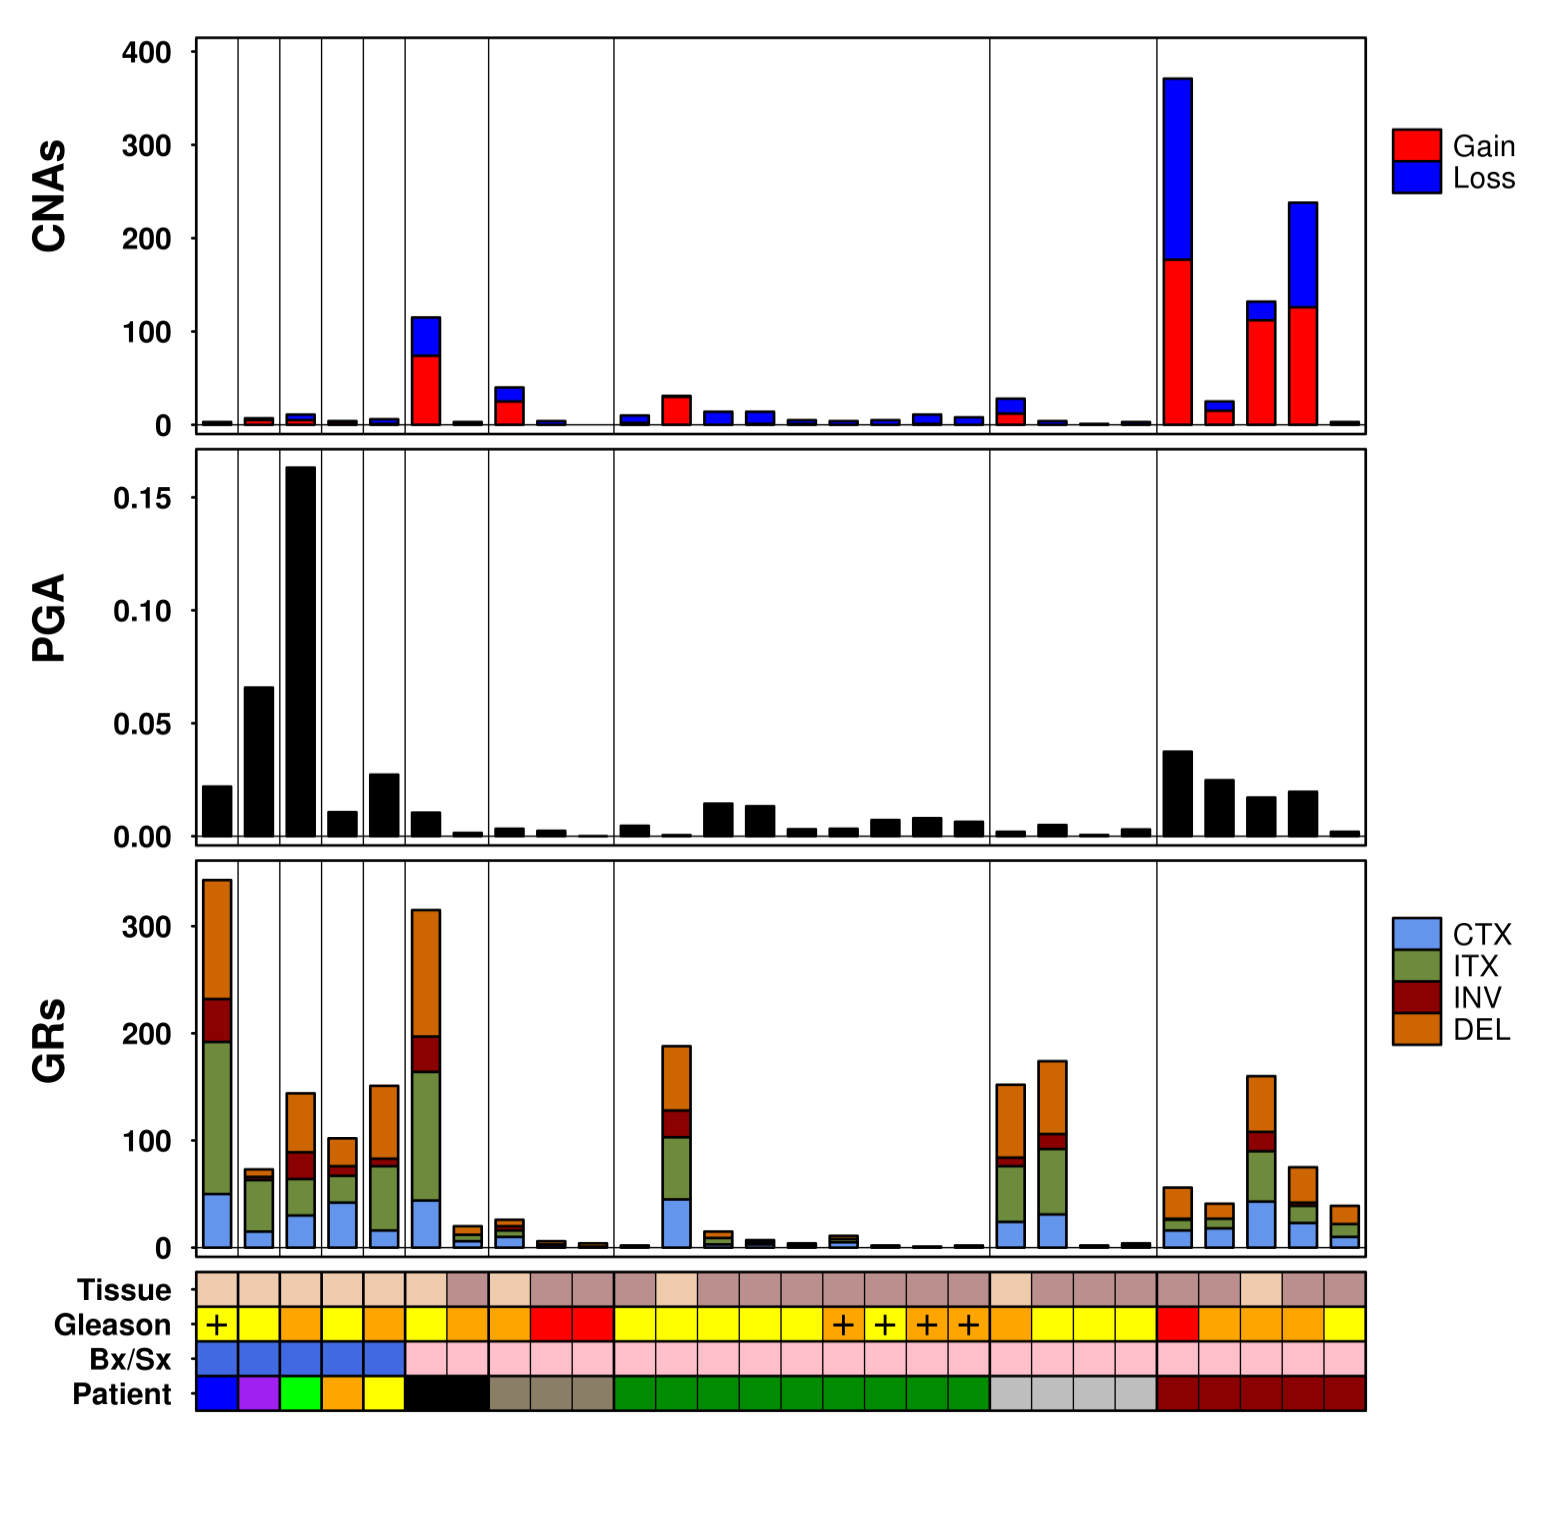 CNAs
400
300
200
100
0
Gain
Loss
PGA
0.15
0.10
0.05
0.00
GRs
300
200
100
0
CTX
ITX
INV
DEL
Tissue
Gleason + + + + +
Bx/Sx
Patient